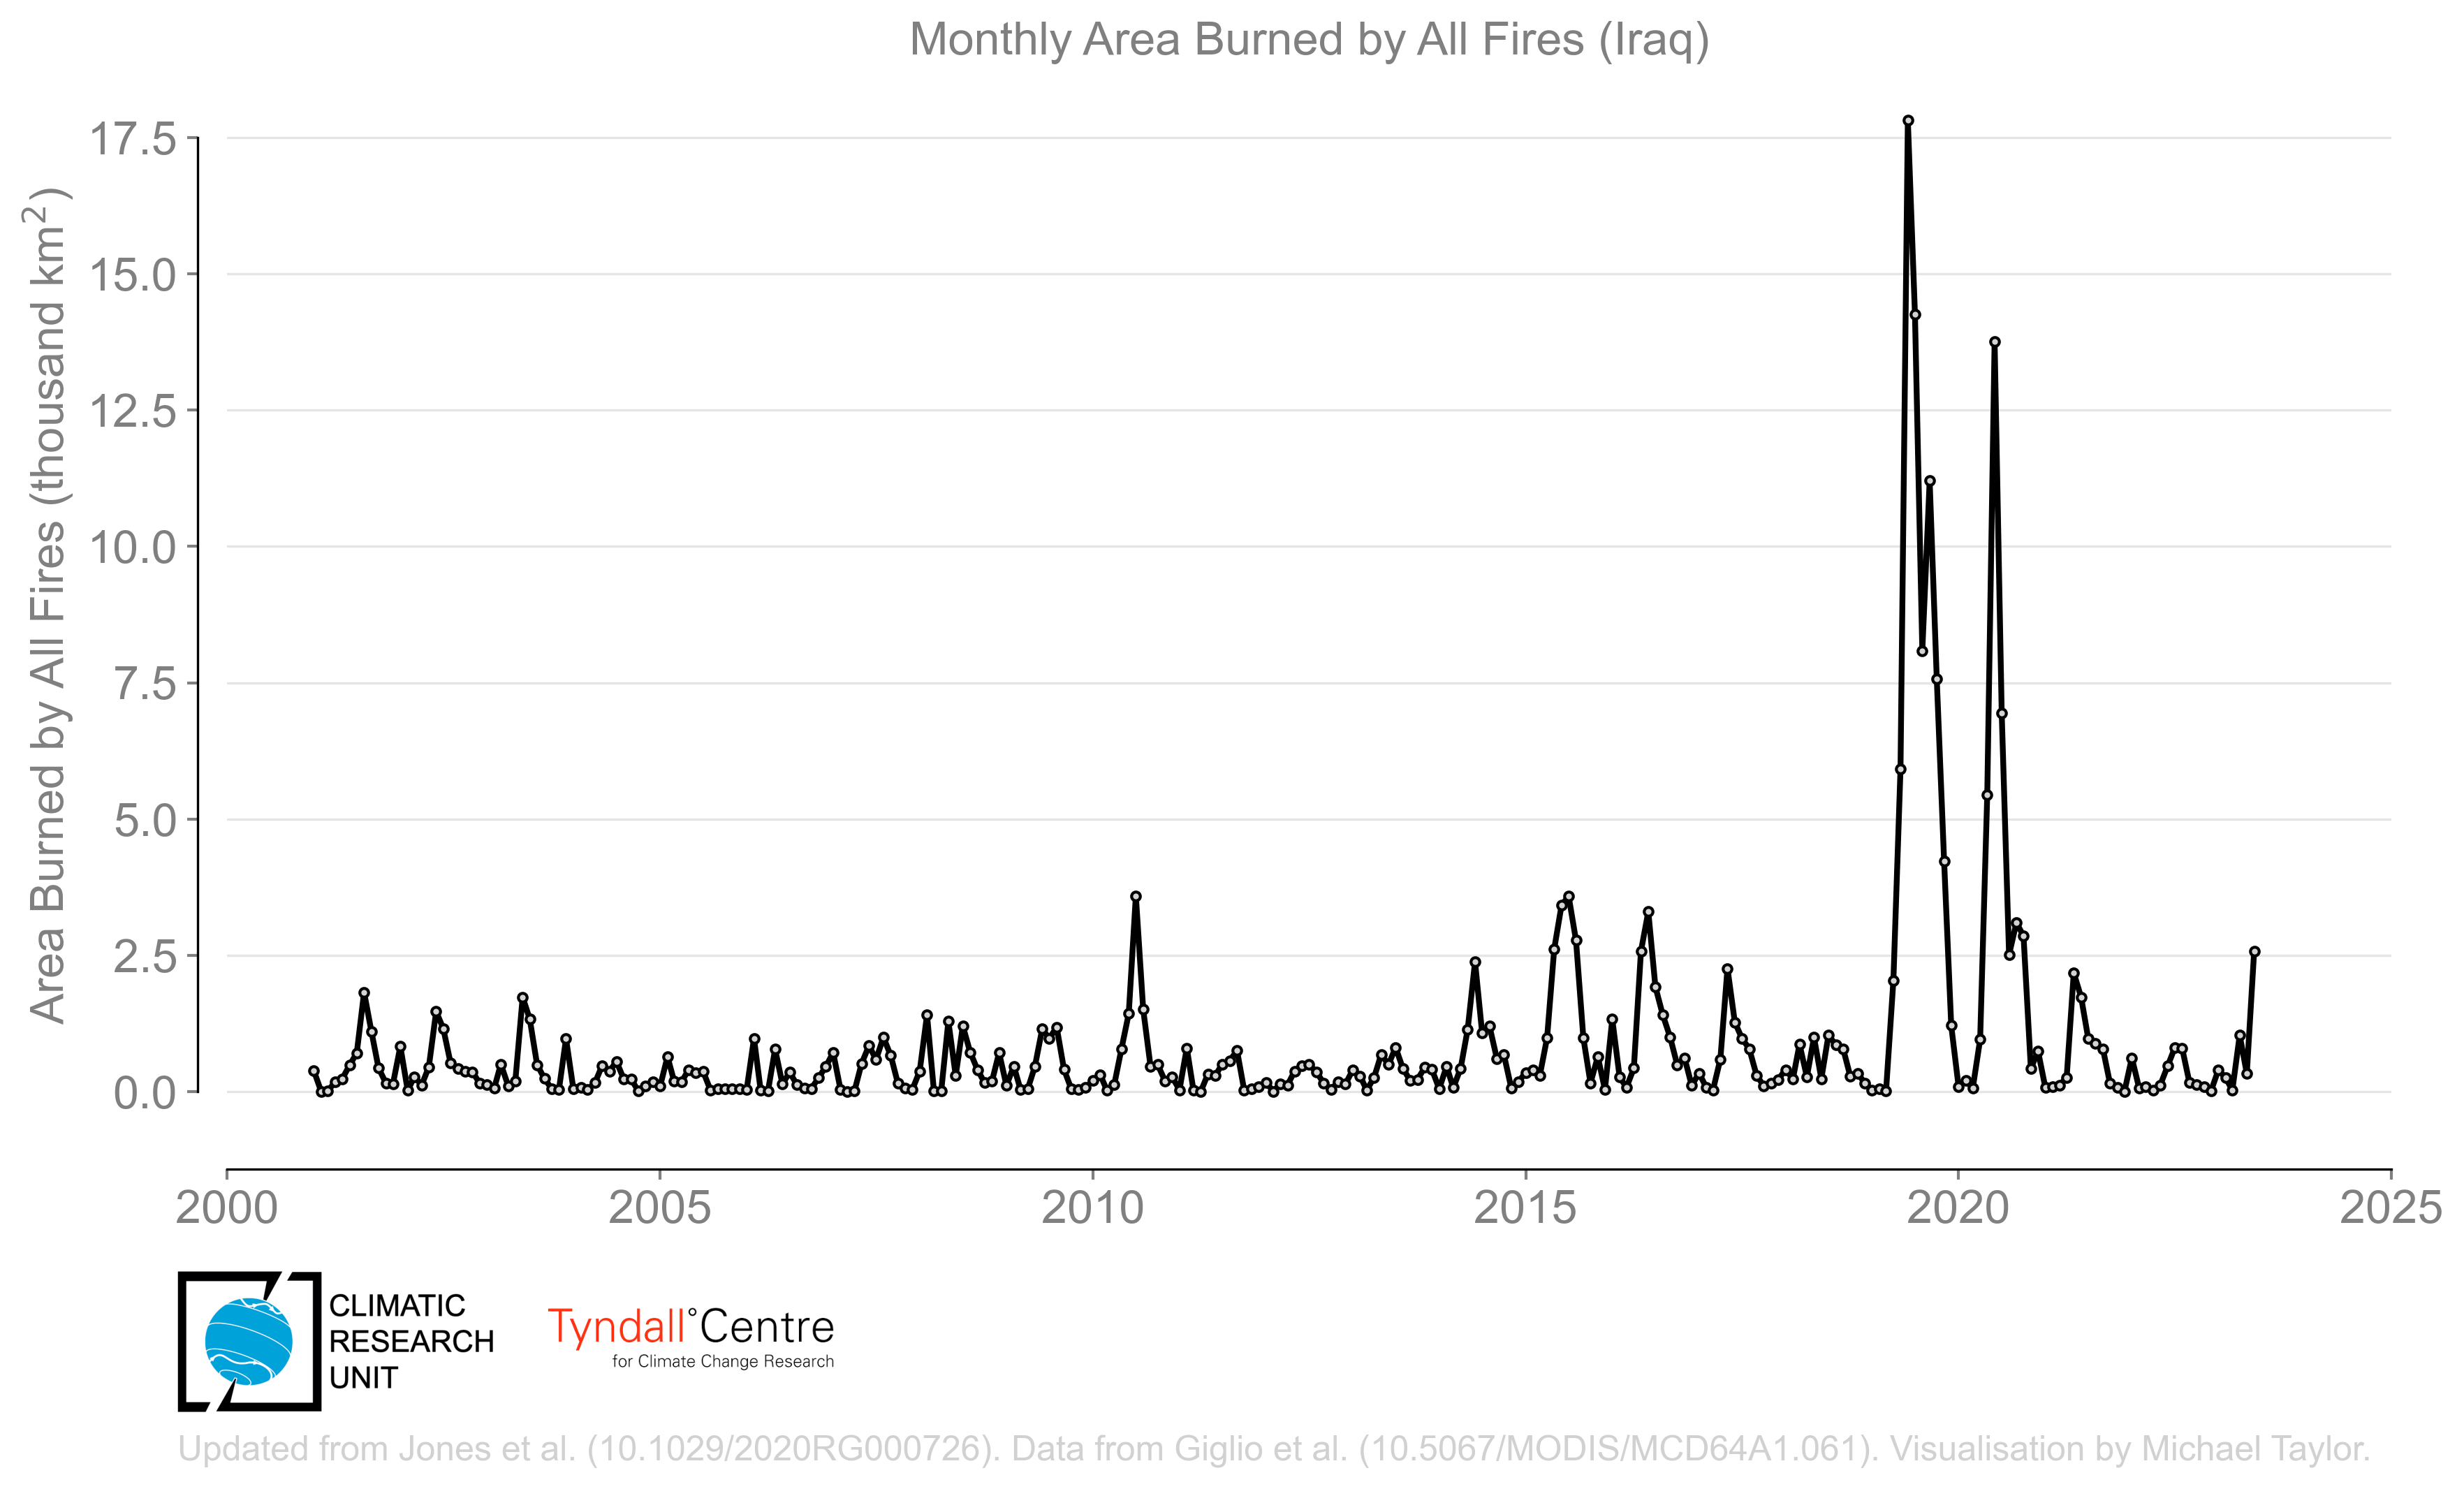 Monthly Area Burned by All Fires (Iraq)
Area Burned by All Fires (thousand km²)
17.5
15.0
12.5
10.0
7.5
5.0
2.5
0.0
2000 2005 2010 2015 2020 2025
CLIMATIC
RESEARCH
UNIT
Tyndall°Centre
for Climate Change Research
Updated from Jones et al. (10.1029/2020RG000726). Data from Giglio et al. (10.5067/MODIS/MCD64A1.061). Visualisation by Michael Taylor.